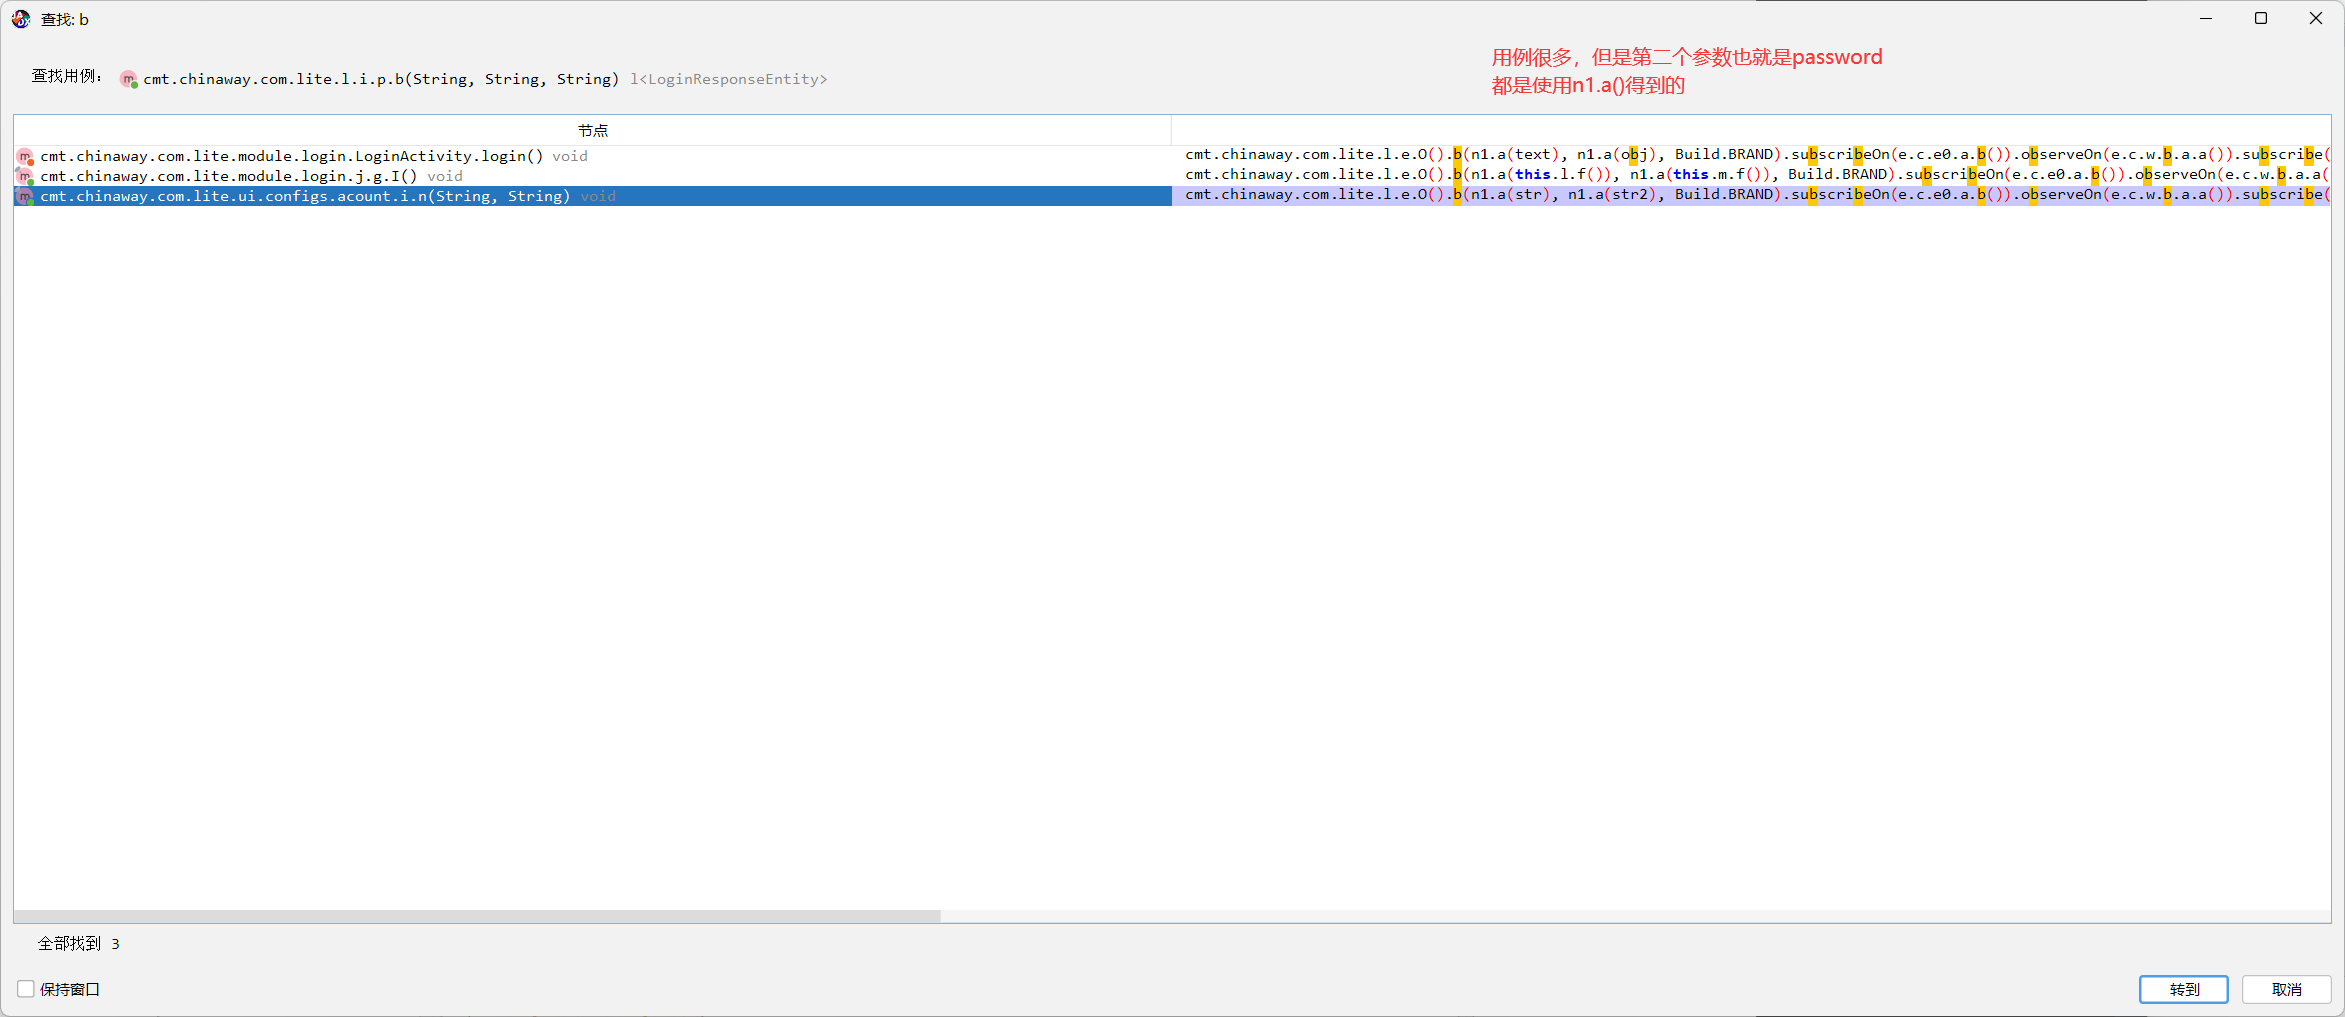 查找: b
用例很多，但是第二个参数也就是password
都是使用n1.a()得到的
查找用例： cmt.chinaway.com.lite.l.i.p.b(String, String, String) l<LoginResponseEntity>
节点
cmt.chinaway.com.lite.module.login.LoginActivity.login() void cmt.chinaway.com.lite.l.e.O().b(n1.a(text), n1.a(obj), Build.BRAND).subscribeOn(e.c.e0.a.b()).observeOn(e.c.w.b.a.a()).subscribe(
cmt.chinaway.com.lite.module.login.j.g.I() void cmt.chinaway.com.lite.l.e.O().b(n1.a(this.l.f()), n1.a(this.m.f()), Build.BRAND).subscribeOn(e.c.e0.a.b()).observeOn(e.c.w.b.a.a(
cmt.chinaway.com.lite.ui.configs.acount.i.n(String, String) void cmt.chinaway.com.lite.l.e.O().b(n1.a(str), n1.a(str2), Build.BRAND).subscribeOn(e.c.e0.a.b()).observeOn(e.c.w.b.a.a()).subscribe(
全部找到 3
保持窗口
转到 取消